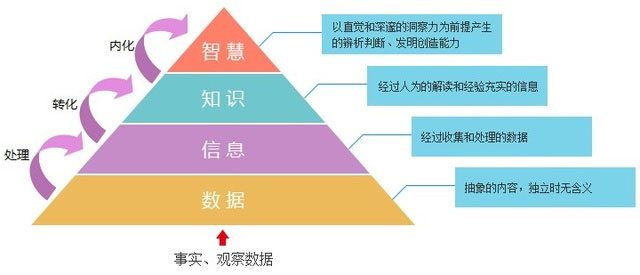 智慧
以直觉和深邃的洞察力为前提产生
的辨析判断、发明创造能力
内化
知识
经过人为的解读和经验充实的信息
转化
信息
经过收集和处理的数据
处理
数据
抽象的内容，独立时无含义
事实、观察数据